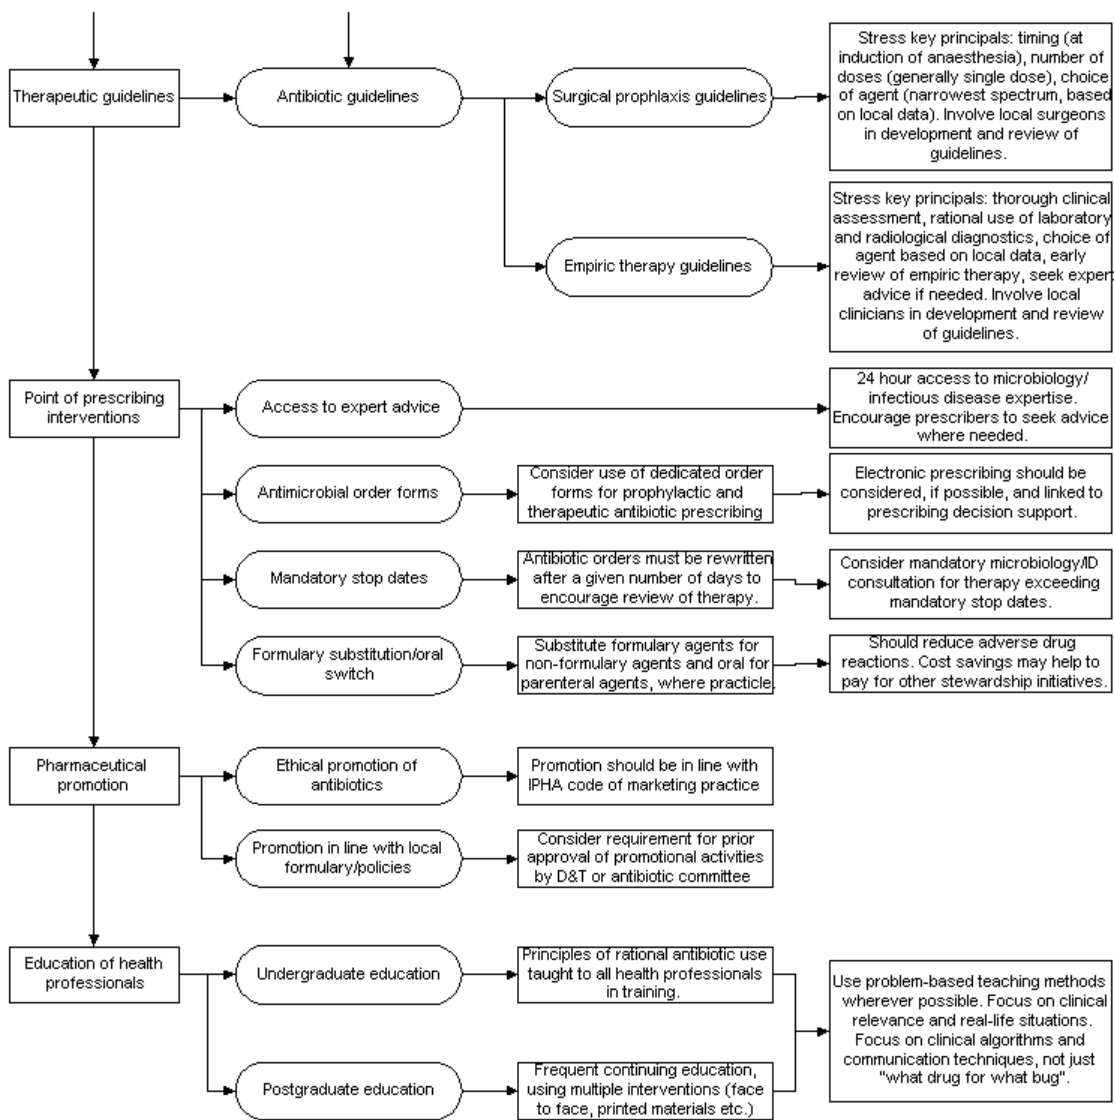 Therapeutic guidelines
Antibiotic guidelines
Surgical prophlaxis guidelines
Stress key principals: timing (at
induction of anaesthesia), number of
doses (generally single dose), choice
of agent (narrowest spectrum, based
on local data). Involve local surgeons
in development and review of
guidelines.
Empiric therapy guidelines
Stress key principals: thorough clinical
assessment, rational use of laboratory
and radiological diagnostics, choice of
agent based on local data, early
review of empiric therapy, seek expert
advice if needed. Involve local
clinicians in development and review
of guidelines.
Point of prescribing
interventions
Access to expert advice
24 hour access to microbiology/
infectious disease expertise.
Encourage prescribers to seek advice
where needed.
Antimicrobial order forms
Consider use of dedicated order
forms for prophylactic and
therapeutic antibiotic prescribing
Electronic prescribing should be
considered, if possible, and linked to
prescribing decision support.
Mandatory stop dates
Antibiotic orders must be rewritten
after a given number of days to
encourage review of therapy.
Consider mandatory microbiology/ID
consultation for therapy exceeding
mandatory stop dates.
Formulary substitution/oral
switch
Substitute formulary agents for
non-formulary agents and oral for
parenteral agents, where practicle.
Should reduce adverse drug
reactions. Cost savings may help to
pay for other stewardship initiatives.
Pharmaceutical
promotion
Ethical promotion of
antibiotics
Promotion should be in line with
IPHA code of marketing practice
Promotion in line with local
formulary/policies
Consider requirement for prior
approval of promotional activities
by D&T or antibiotic committee
Education of health
professionals
Undergraduate education
Principles of rational antibiotic use
taught to all health professionals
in training.
Postgraduate education
Frequent continuing education,
using multiple interventions (face
to face, printed materials etc.)
Use problem-based teaching methods
wherever possible. Focus on clinical
relevance and real-life situations.
Focus on clinical algorithms and
communication techniques, not just
"what drug for what bug".